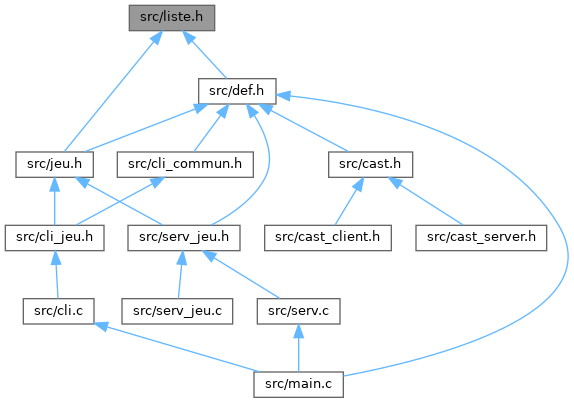 src/liste.h
src/def.h
src/jeu.h
src/cli_commun.h
src/cast.h
src/cli_jeu.h
src/serv_jeu.h
src/cast_client.h
src/cast_server.h
src/cli.c
src/serv_jeu.c
src/serv.c
src/main.c